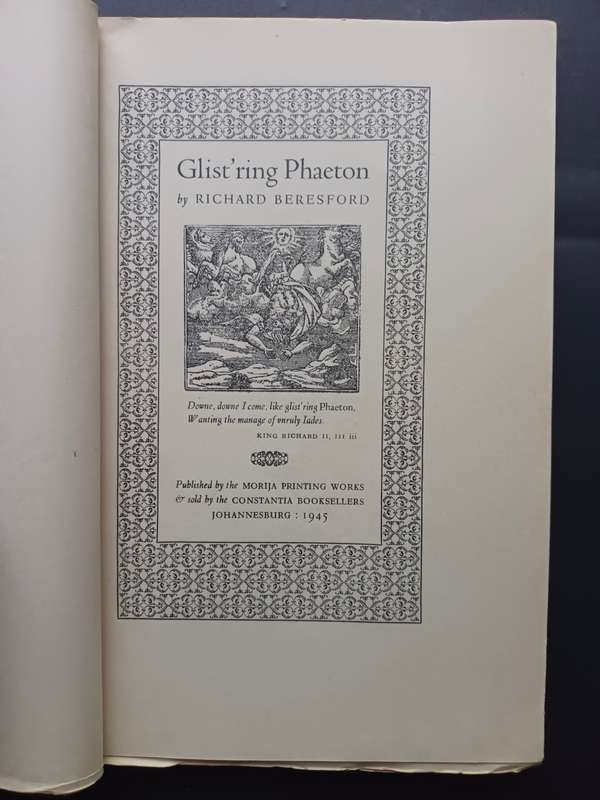 Glist'ring Phaeton
by RICHARD BERESFORD
Downe, downe I come, like glist'ring Phaeton,
Wanting the manage of vnruly Iades.
KING RICHARD II, III iii
Published by the MORIJA PRINTING WORKS
& sold by the CONSTANTIA BOOKSELLERS
JOHANNESBURG : 1945